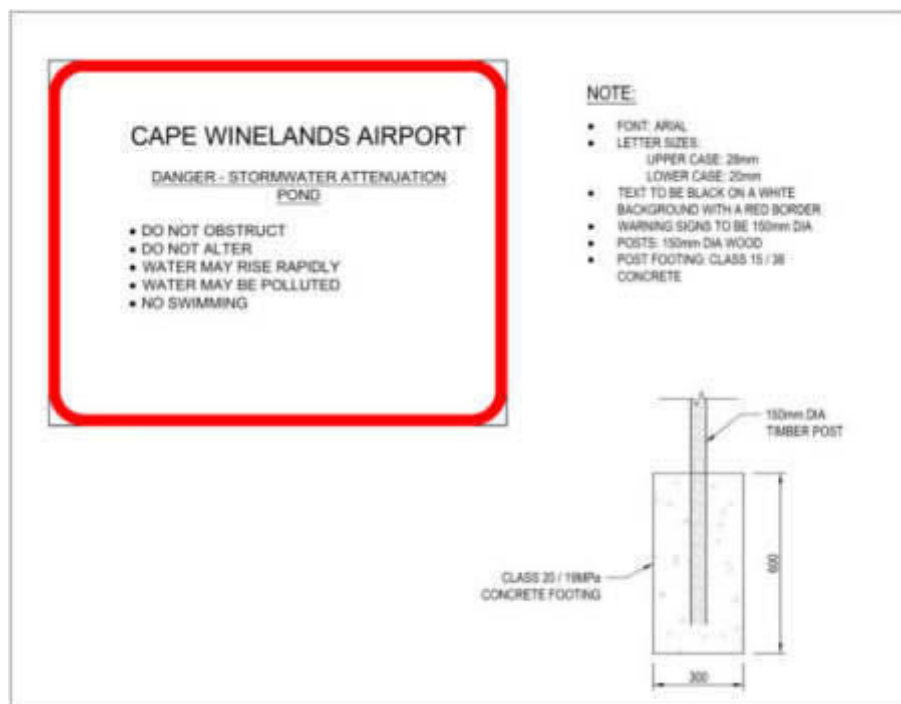 CAPE WINELANDS AIRPORT
DANGER - STORMWATER ATTENUATION
POND
• DO NOT OBSTRUCT
• DO NOT ALTER
• WATER MAY RISE RAPIDLY
• WATER MAY BE POLLUTED
• NO SWIMMING
NOTE:
• FONT: ARIAL
• LETTER SIZES:
UPPER CASE: 28mm
LOWER CASE: 20mm
• TEXT TO BE BLACK ON A WHITE
BACKGROUND WITH A RED BORDER
• WARNING SIGNS TO BE 150mm DIA
• POSTS: 150mm DIA WOOD
• POST FOOTING: CLASS 15 / 38
CONCRETE
150mm DIA
TIMBER POST
CLASS 20 / 19MPa
CONCRETE FOOTING
600
300